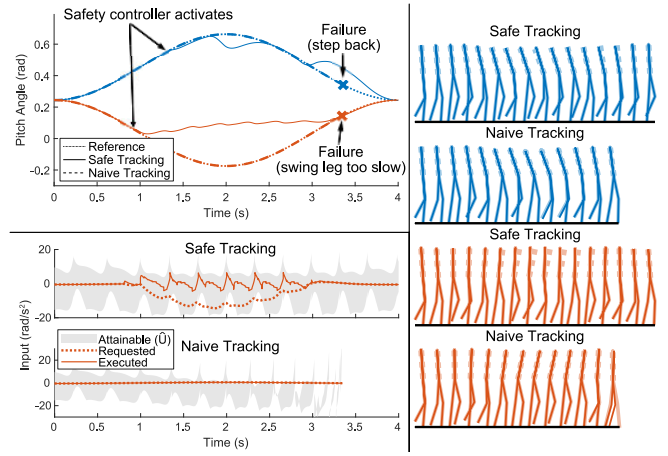 Safety controller activates
Failure
(step back)
Pitch Angle (rad)
0,6
0.4
0.2
0
-0,2
Reference
Safe Tracking
Naive Tracking
Failure
(swing leg too slow)
0 0.5 1 1.5 2 2.5 3 3.5 4
Time (s)
Safe Tracking
20
0
-20
Input (rad/s²)
Attainable (Û)
Requested
Executed
Naive Tracking
20
0
-20
0 0.5 1 1.5 2 2.5 3 3.5 4
Time (s)
Safe Tracking
Naive Tracking
Safe Tracking
Naive Tracking